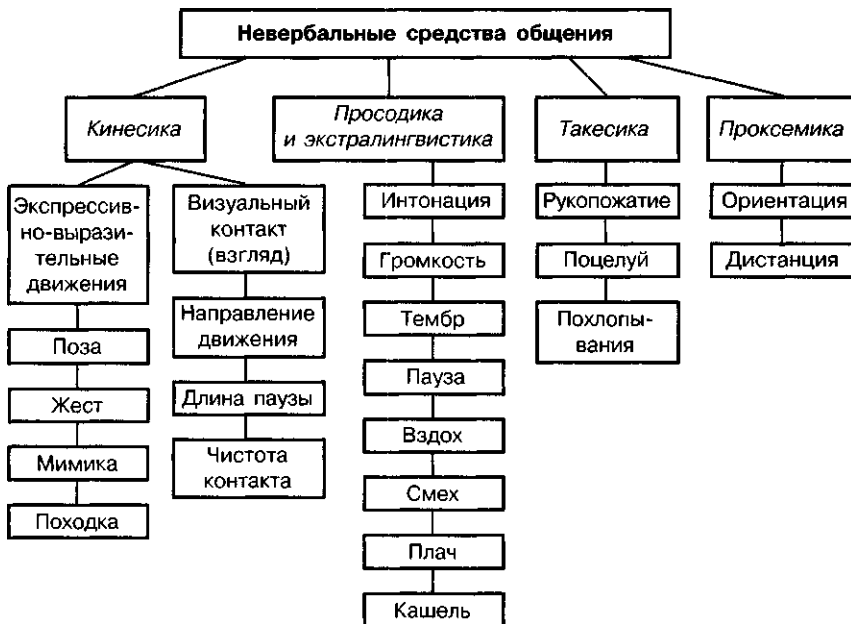 Невербальные средства общения
Кинесика
Просодика
и экстралингвистика
Такесика
Проксемика
Экспрессив-
но-вырази-
тельные
движения
Поза
Жест
Мимика
Походка
Визуальный
контакт
(взгляд)
Направление
движения
Длина паузы
Чистота
контакта
Интонация
Громкость
Тембр
Пауза
Вздох
Смех
Плач
Кашель
Рукопожатие
Поцелуй
Похлопы-
вания
Ориентация
Дистанция